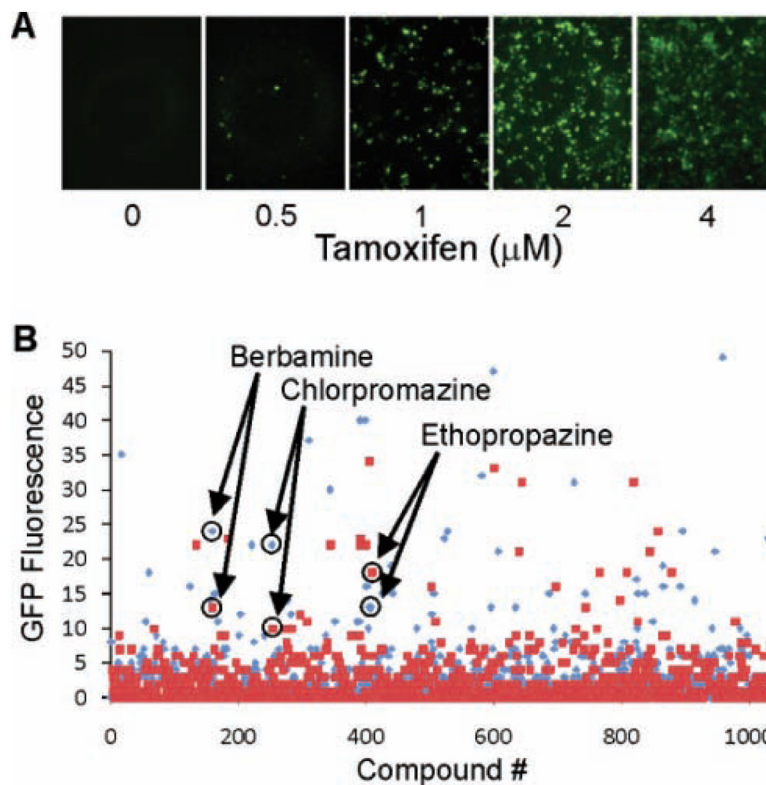 A
0 0.5 1 2 4
Tamoxifen (μM)
B
50
45
40
35
30
25
20
15
10
5
0
GFP Fluorescence
Berbamine
Chlorpromazine
Ethopropazine
0 200 400 600 800 1000
Compound #